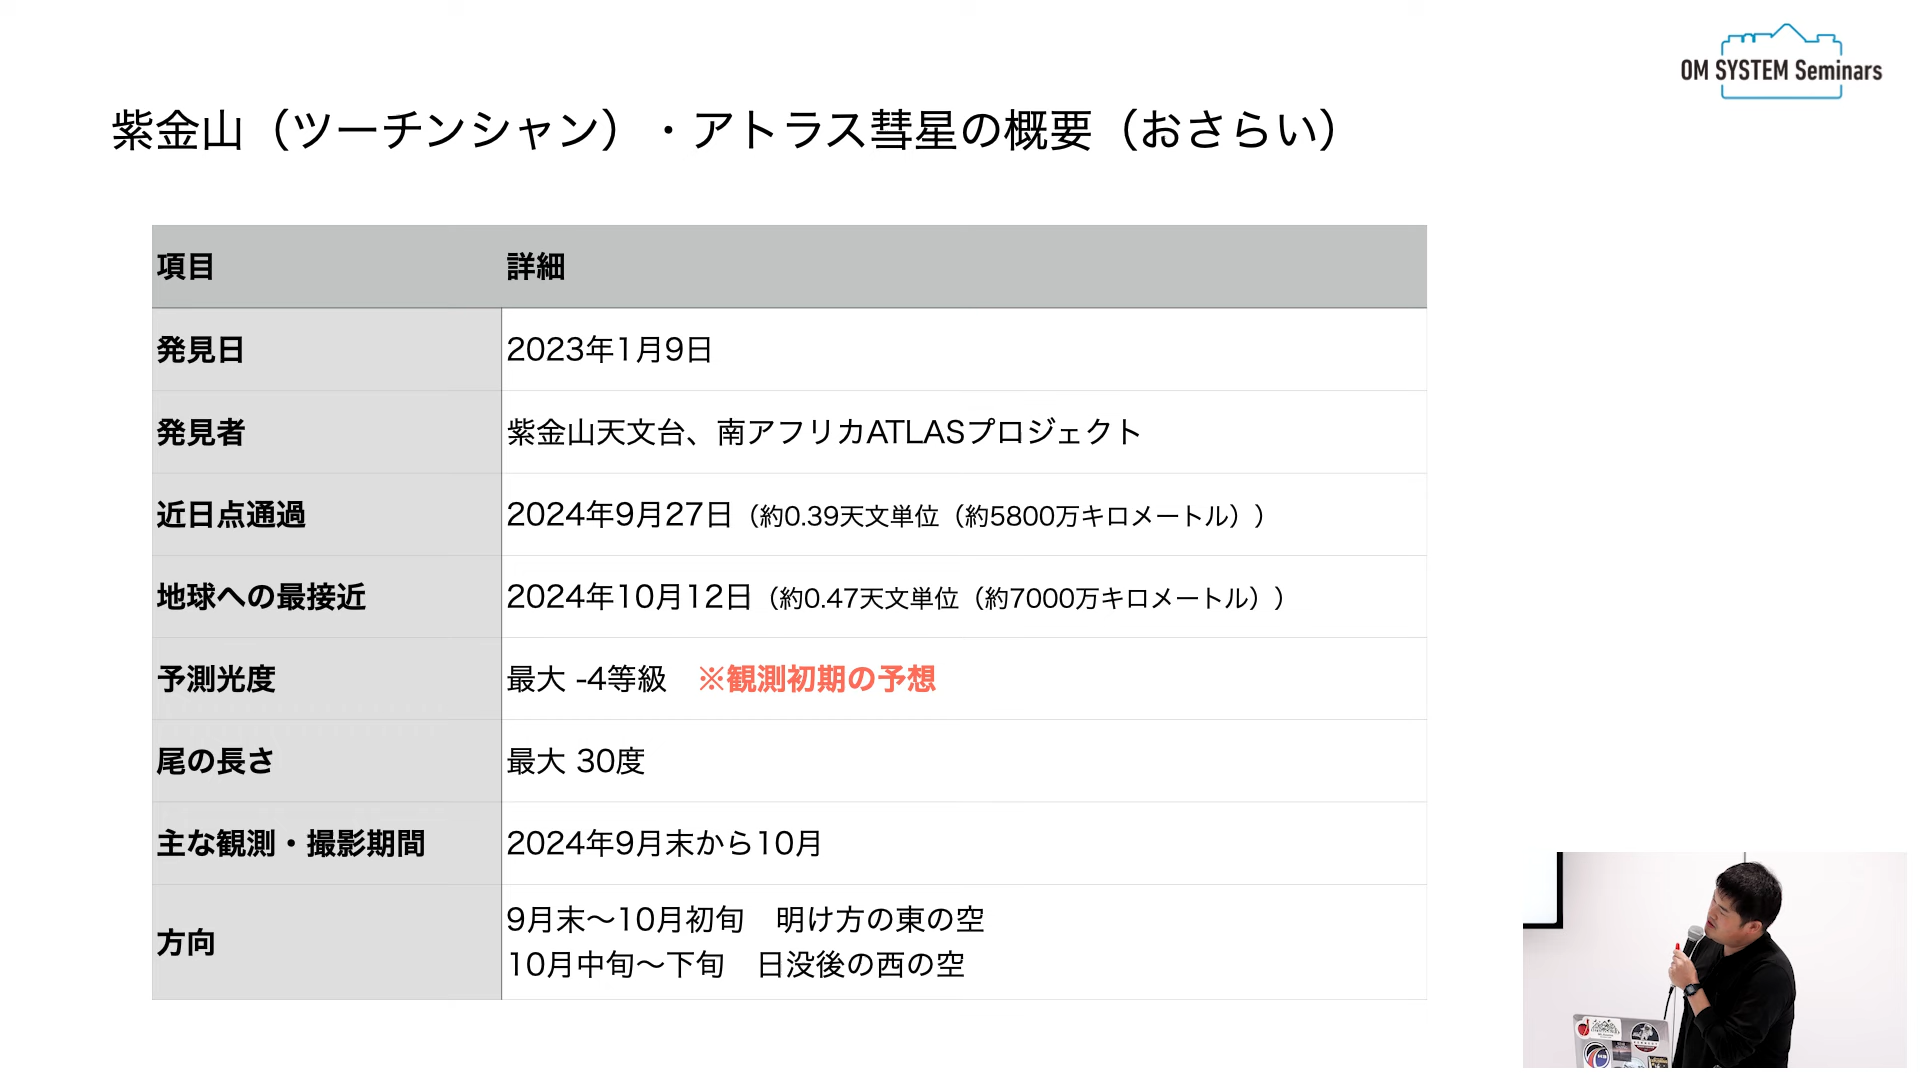 OM SYSTEM Seminars
紫金山（ツーチンシャン）・アトラス彗星の概要（おさらい）
項目 詳細
発見日 2023年1月9日
発見者 紫金山天文台、南アフリカATLASプロジェクト
近日点通過 2024年9月27日（約0.39天文単位（約5800万キロメートル））
地球への最接近 2024年10月12日（約0.47天文単位（約7000万キロメートル））
予測光度 最大 -4等級　※観測初期の予想
尾の長さ 最大 30度
主な観測・撮影期間 2024年9月末から10月
方向 9月末〜10月初旬　明け方の東の空
10月中旬〜下旬　日没後の西の空